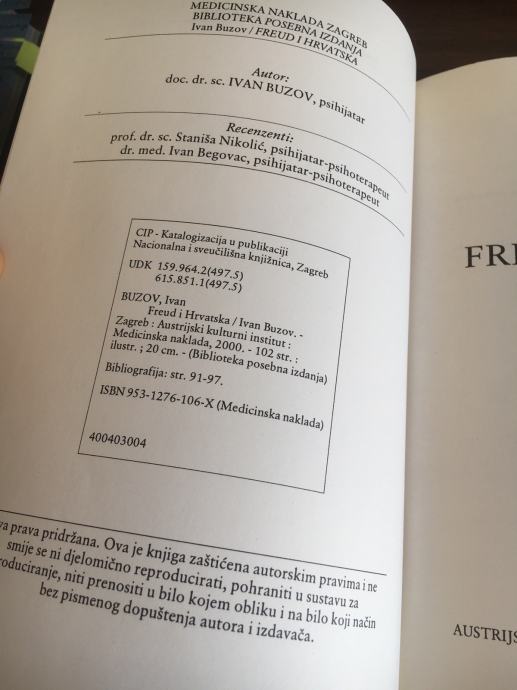 MEDICINSKA NAKLADA ZAGREB
BIBLIOTEKA POSEBNA IZDANJA
Ivan Buzov / FREUD I HRVATSKA
Autor:
doc. dr. sc. IVAN BUZOV, psihijatar
Recenzenti:
prof. dr. sc. Staniša Nikolić, psihijatar-psihoterapeut
dr. med. Ivan Begovac, psihijatar-psihoterapeut
CIP - Katalogizacija u publikaciji
Nacionalna i sveučilišna knjižnica, Zagreb
UDK 159.964.2(497.5)
615.851.1(497.5)
BUZOV, Ivan
Freud i Hrvatska / Ivan Buzov. -
Zagreb : Austrijski kulturni institut :
Medicinska naklada, 2000. - 102 str. :
ilustr. ; 20 cm. - (Biblioteka posebna izdanja)
Bibliografija: str. 91-97.
ISBN 953-1276-106-X (Medicinska naklada)
400403004
va prava pridržana. Ova je knjiga zaštićena autorskim pravima i ne
smije se ni djelomično reproducirati, pohraniti u sustavu za
roduciranje, niti prenositi u bilo kojem obliku i na bilo koji način
bez pismenog dopuštenja autora i izdavača.
FRE
AUSTRIJS